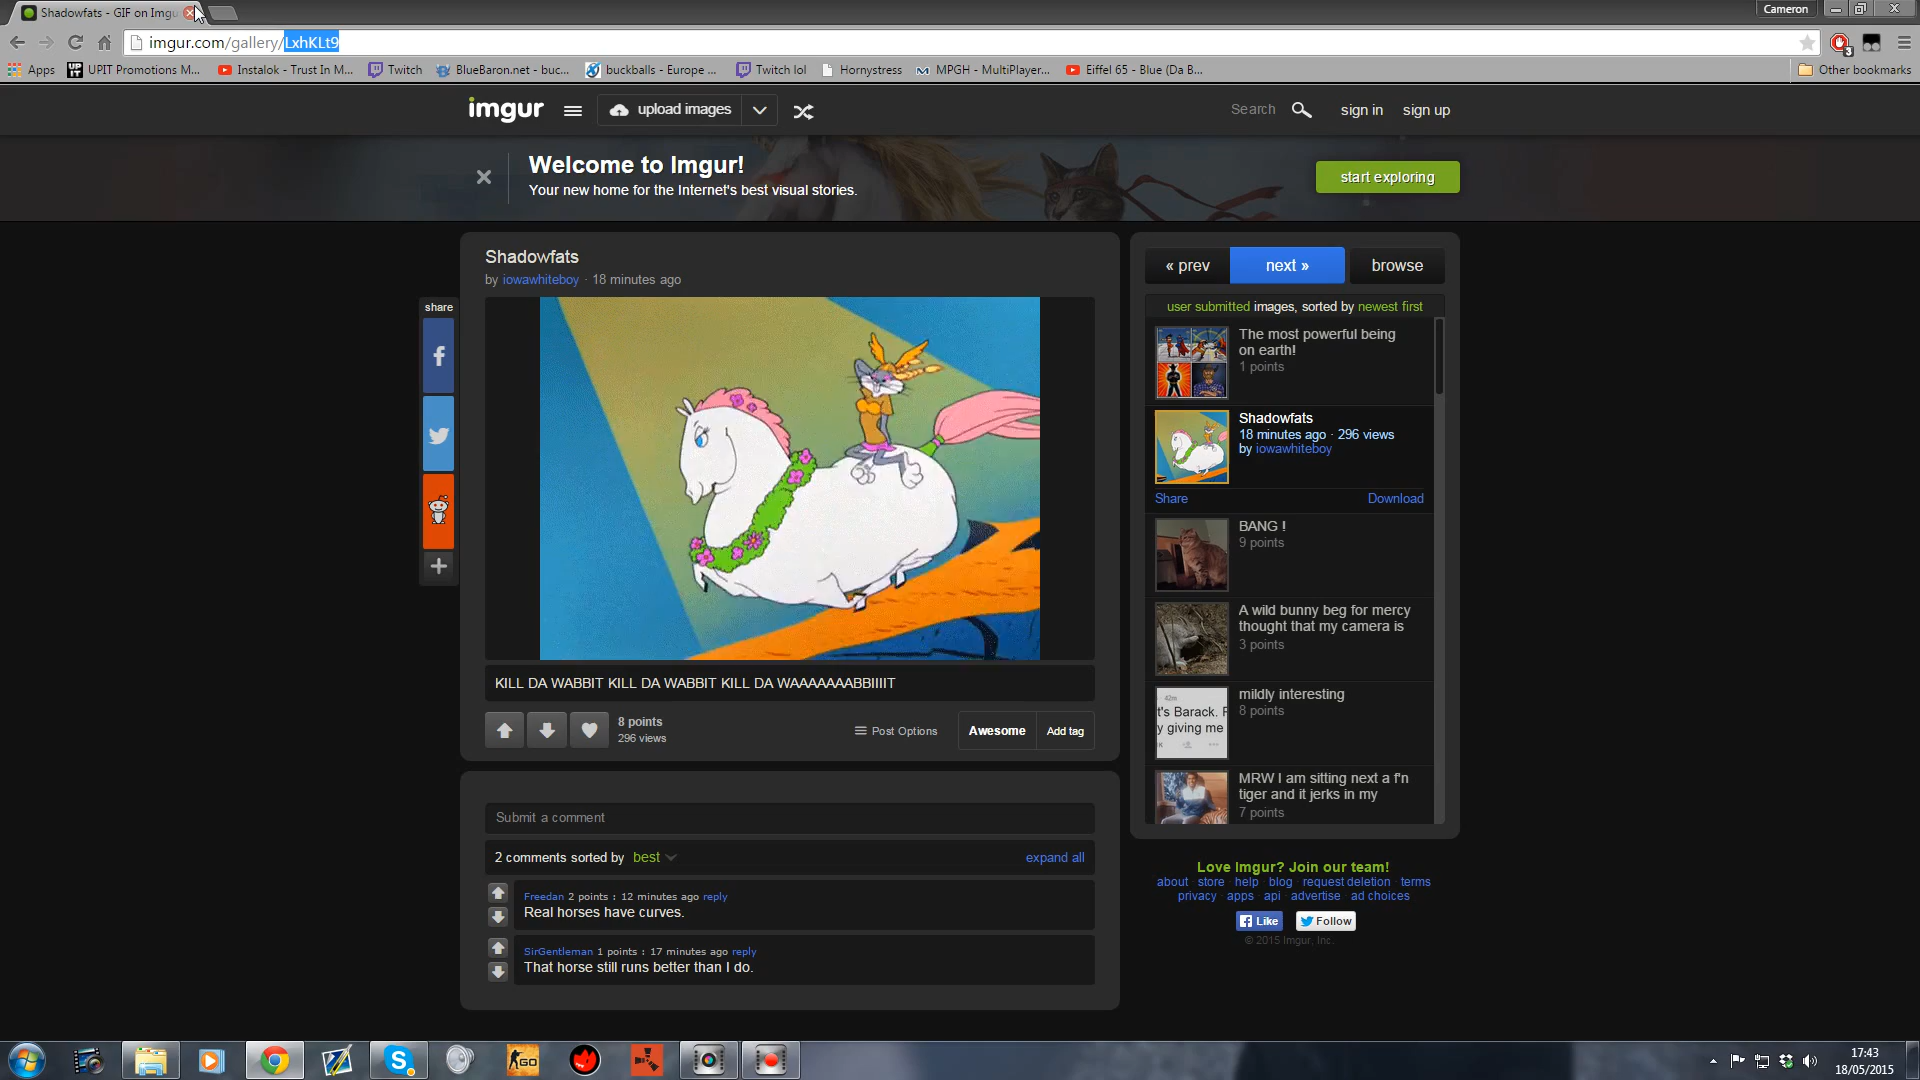 Shadowfats - GIF on Imgu
Cameron
imgur.com/gallery/LxhKLt9
Apps
UPIT Promotions M...
Instalok - Trust In M...
Twitch
BlueBaron.net - buc...
buckballs - Europe ...
Twitch lol
Hornystress
MPGH - MultiPlayer...
Eiffel 65 - Blue (Da B...
Other bookmarks
imgur
upload images
Search
sign in
sign up
Welcome to Imgur!
Your new home for the Internet's best visual stories.
start exploring
Shadowfats
by iowawhiteboy · 18 minutes ago
share
KILL DA WABBIT KILL DA WABBIT KILL DA WAAAAAAABBIIIIT
8 points
296 views
Post Options
Awesome
Add tag
Submit a comment
2 comments sorted by best
expand all
Freedan 2 points : 12 minutes ago reply
Real horses have curves.
SirGentleman 1 points : 17 minutes ago reply
That horse still runs better than I do.
« prev
next »
browse
user submitted images, sorted by newest first
The most powerful being
on earth!
1 points
Shadowfats
18 minutes ago · 296 views
by iowawhiteboy
Share
Download
BANG !
9 points
A wild bunny beg for mercy
thought that my camera is
3 points
42m
t's Barack. F
y giving me
mildly interesting
8 points
MRW I am sitting next a f'n
tiger and it jerks in my
7 points
Love Imgur? Join our team!
about store help blog request deletion terms
privacy apps api advertise ad choices
Like
Follow
© 2015 Imgur, Inc.
GO
17:43
18/05/2015